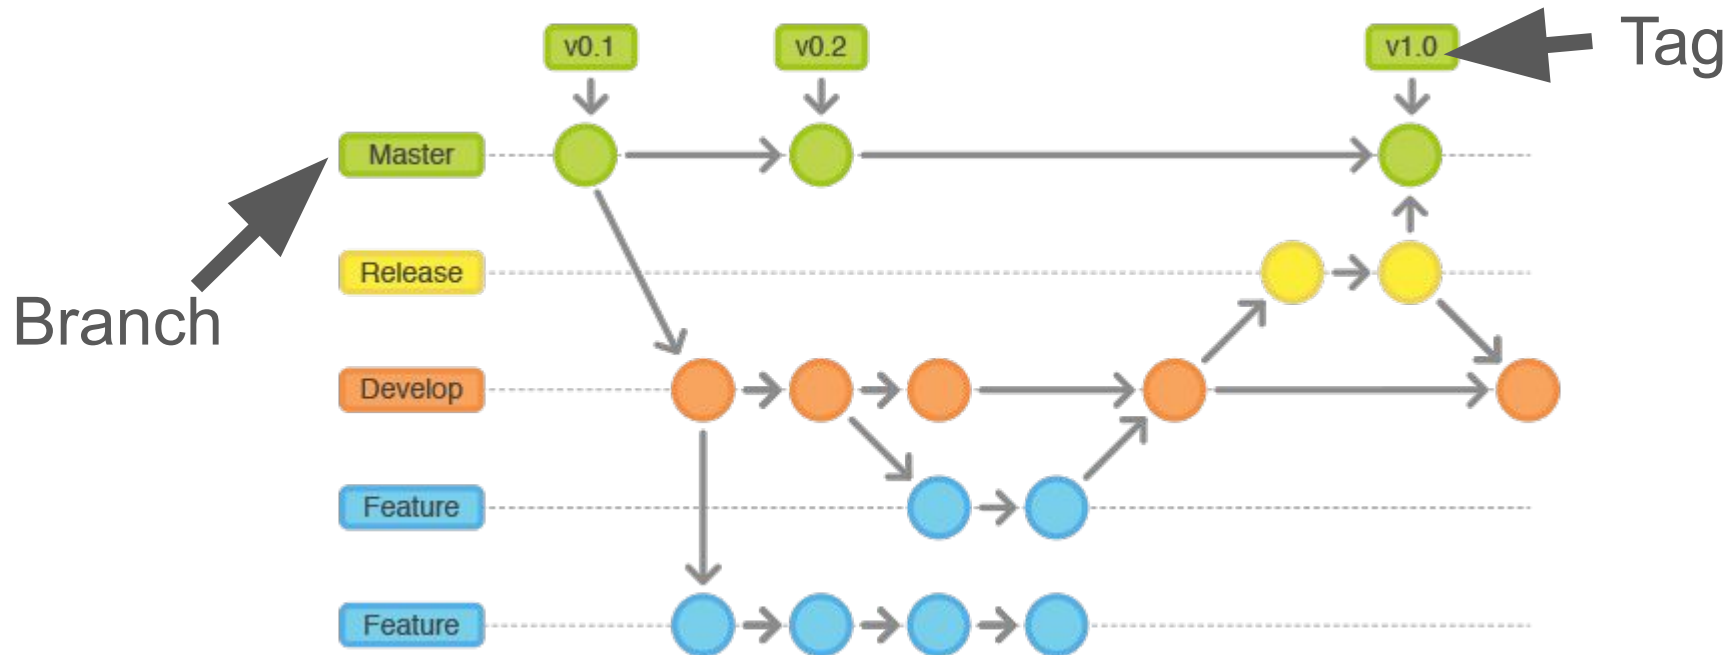 v0.1
v0.2
v1.0
Tag
Master
Release
Branch
Develop
Feature
Feature